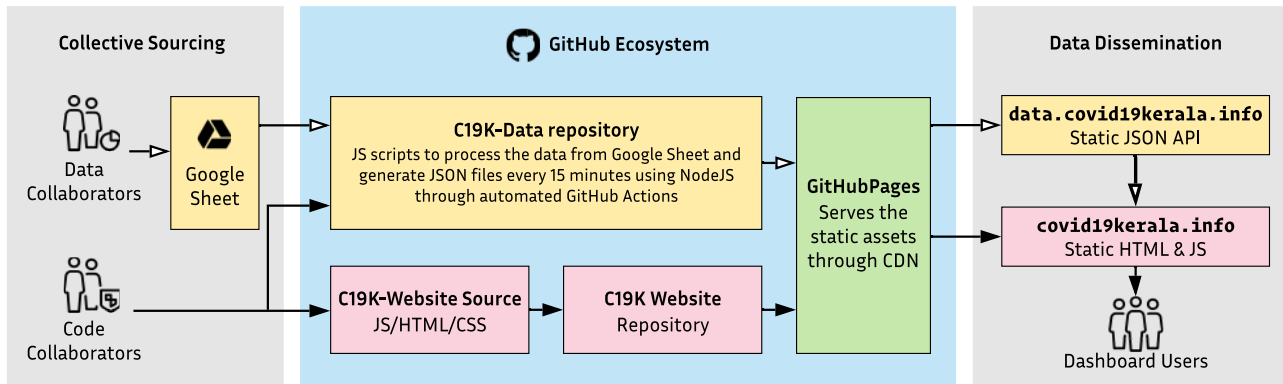 Collective Sourcing
GitHub Ecosystem
Data Dissemination
Data
Collaborators
Google
Sheet
C19K-Data repository
JS scripts to process the data from Google Sheet and
generate JSON files every 15 minutes using NodeJS
through automated GitHub Actions
GitHubPages
Serves the
static assets
through CDN
data.covid19kerala.info
Static JSON API
covid19kerala.info
Static HTML & JS
Code
Collaborators
C19K-Website Source
JS/HTML/CSS
C19K Website
Repository
Dashboard Users